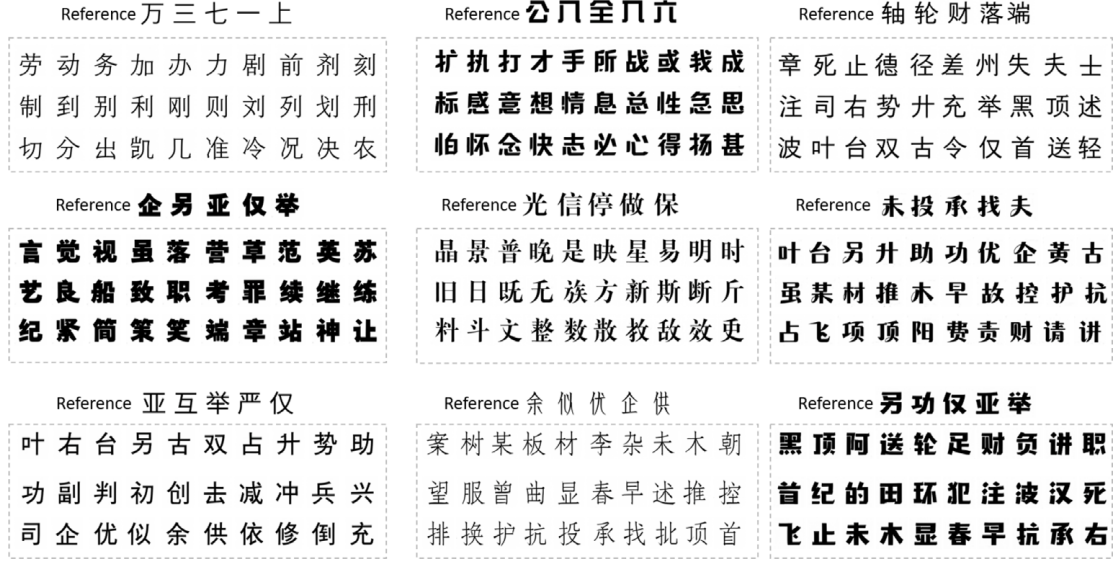 Reference 万三七一上
劳动务加办力剧前剂刻
制到别利刚则刘列划刑
切分出凯几准冷况决农
Reference 公八全八六
扩执打才手所战或我成
标感意想情息总性急思
怕怀念快志必心得扬甚
Reference 轴轮财落端
章死止德径差州失夫士
注司右势升充举黑顶述
波叶台双古令仅首送轻
Reference 企另亚仅举
言觉视虽落营草范英苏
艺良船致职考罪续继练
纪紧简策笑端章站神让
Reference 光信停做保
晶景普晚是映星易明时
旧日既无族方新斯断斤
料斗文整数散教敌效更
Reference 未投承找夫
叶台另升助功优企黄古
虽某材推木早故控护抗
占飞项顶阳费责财请讲
Reference 亚互举严仅
叶右台另古双占升势助
功副判初创去减冲兵兴
司企优似余供依修倒充
Reference 余似优企供
案树某板材李杂未木朝
望服曾曲显春早述推控
排换护抗投承找批顶首
Reference 另功仅亚举
黑顶阿送轮足财负讲职
首纪的田环犯注波汉死
飞止未木显春早抗承右